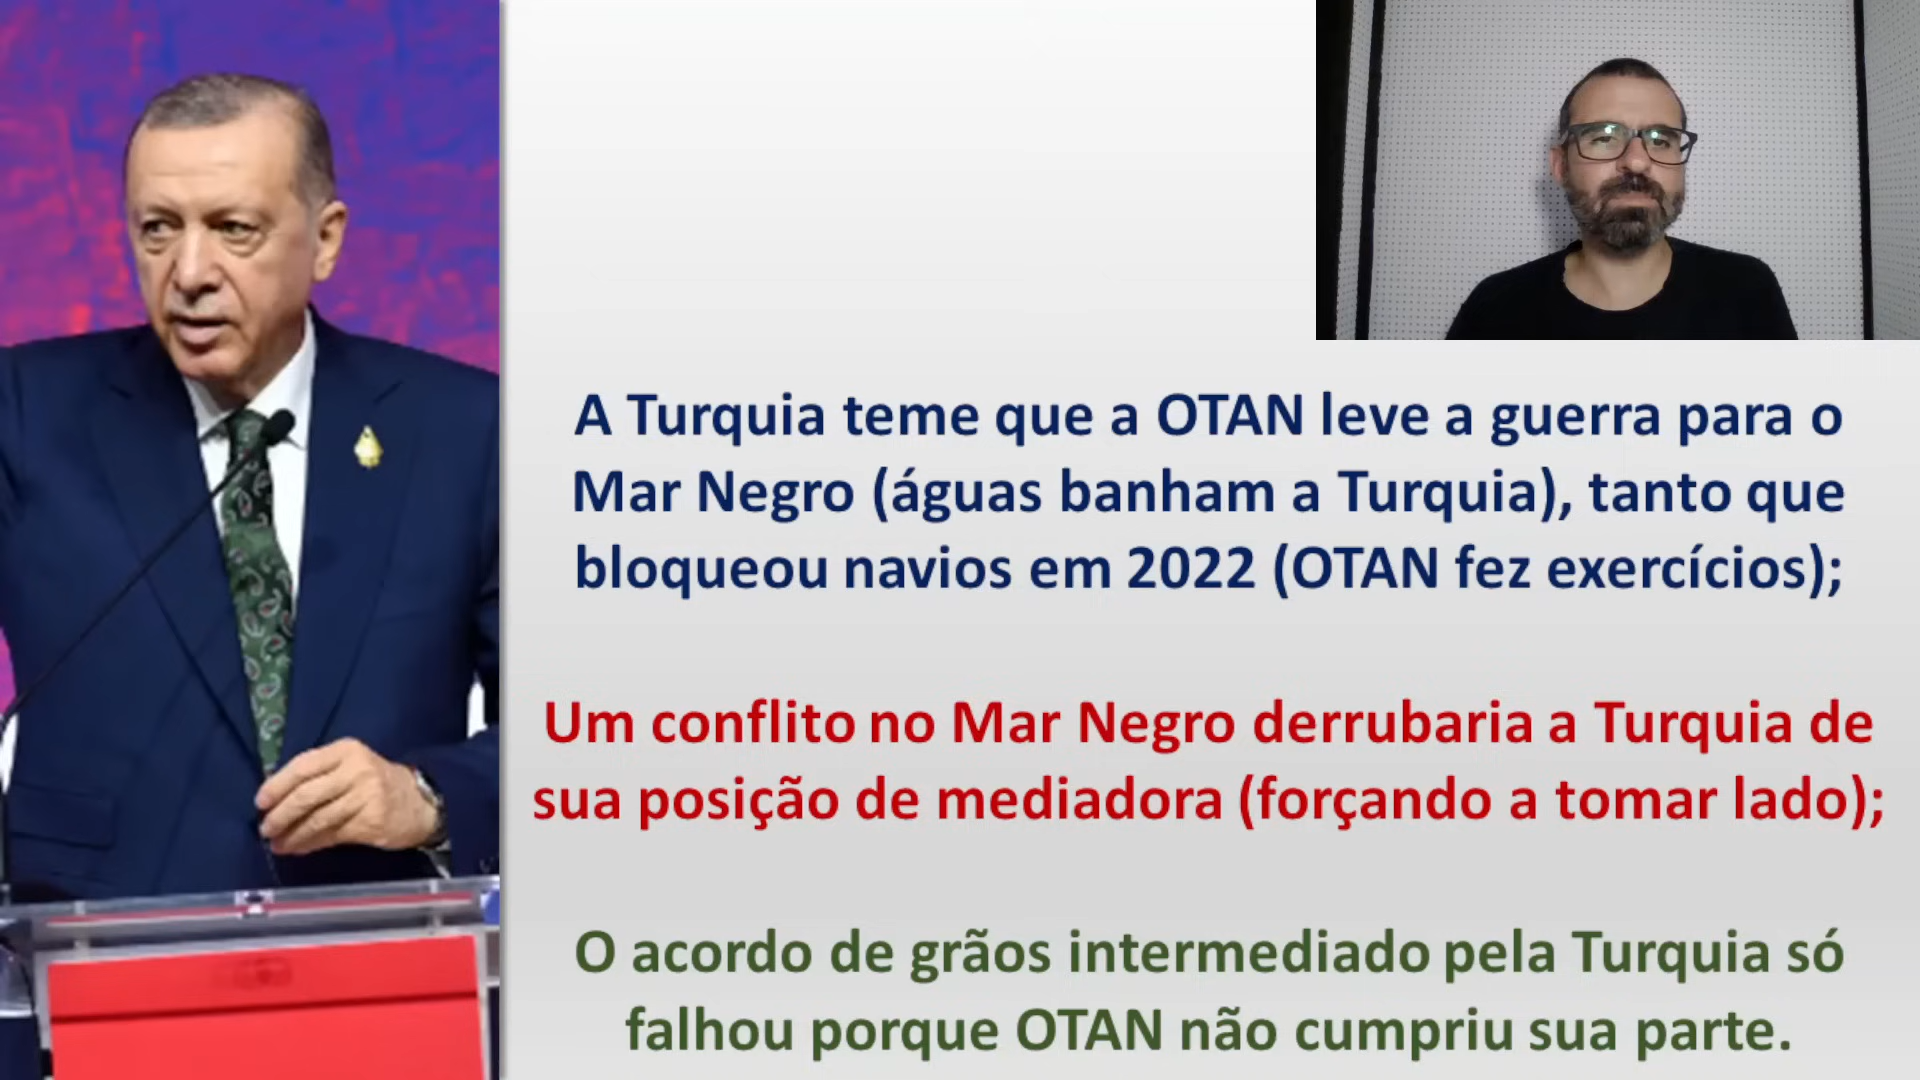 A Turquia teme que a OTAN leve a guerra para o
Mar Negro (águas banham a Turquia), tanto que
bloqueou navios em 2022 (OTAN fez exercícios);
Um conflito no Mar Negro derrubaria a Turquia de
sua posição de mediadora (forçando a tomar lado);
O acordo de grãos intermediado pela Turquia só
falhou porque OTAN não cumpriu sua parte.